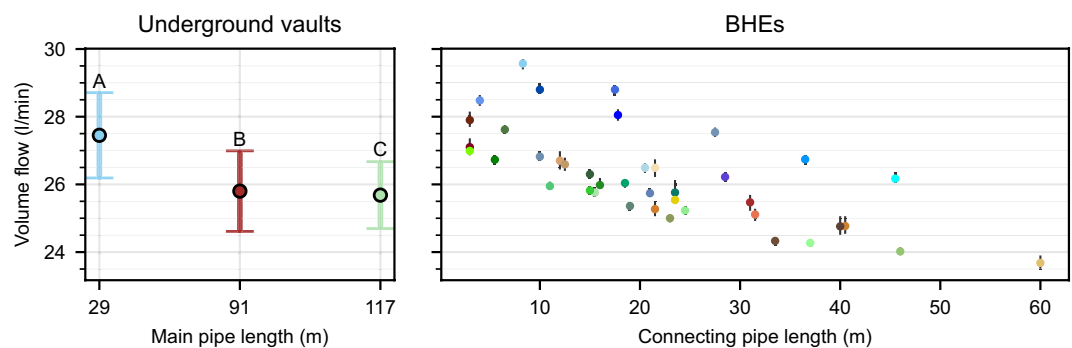 Underground vaults
BHEs
Volume flow (l/min)
30
28
26
24
A
B
C
29
91
117
Main pipe length (m)
10
20
30
40
50
60
Connecting pipe length (m)